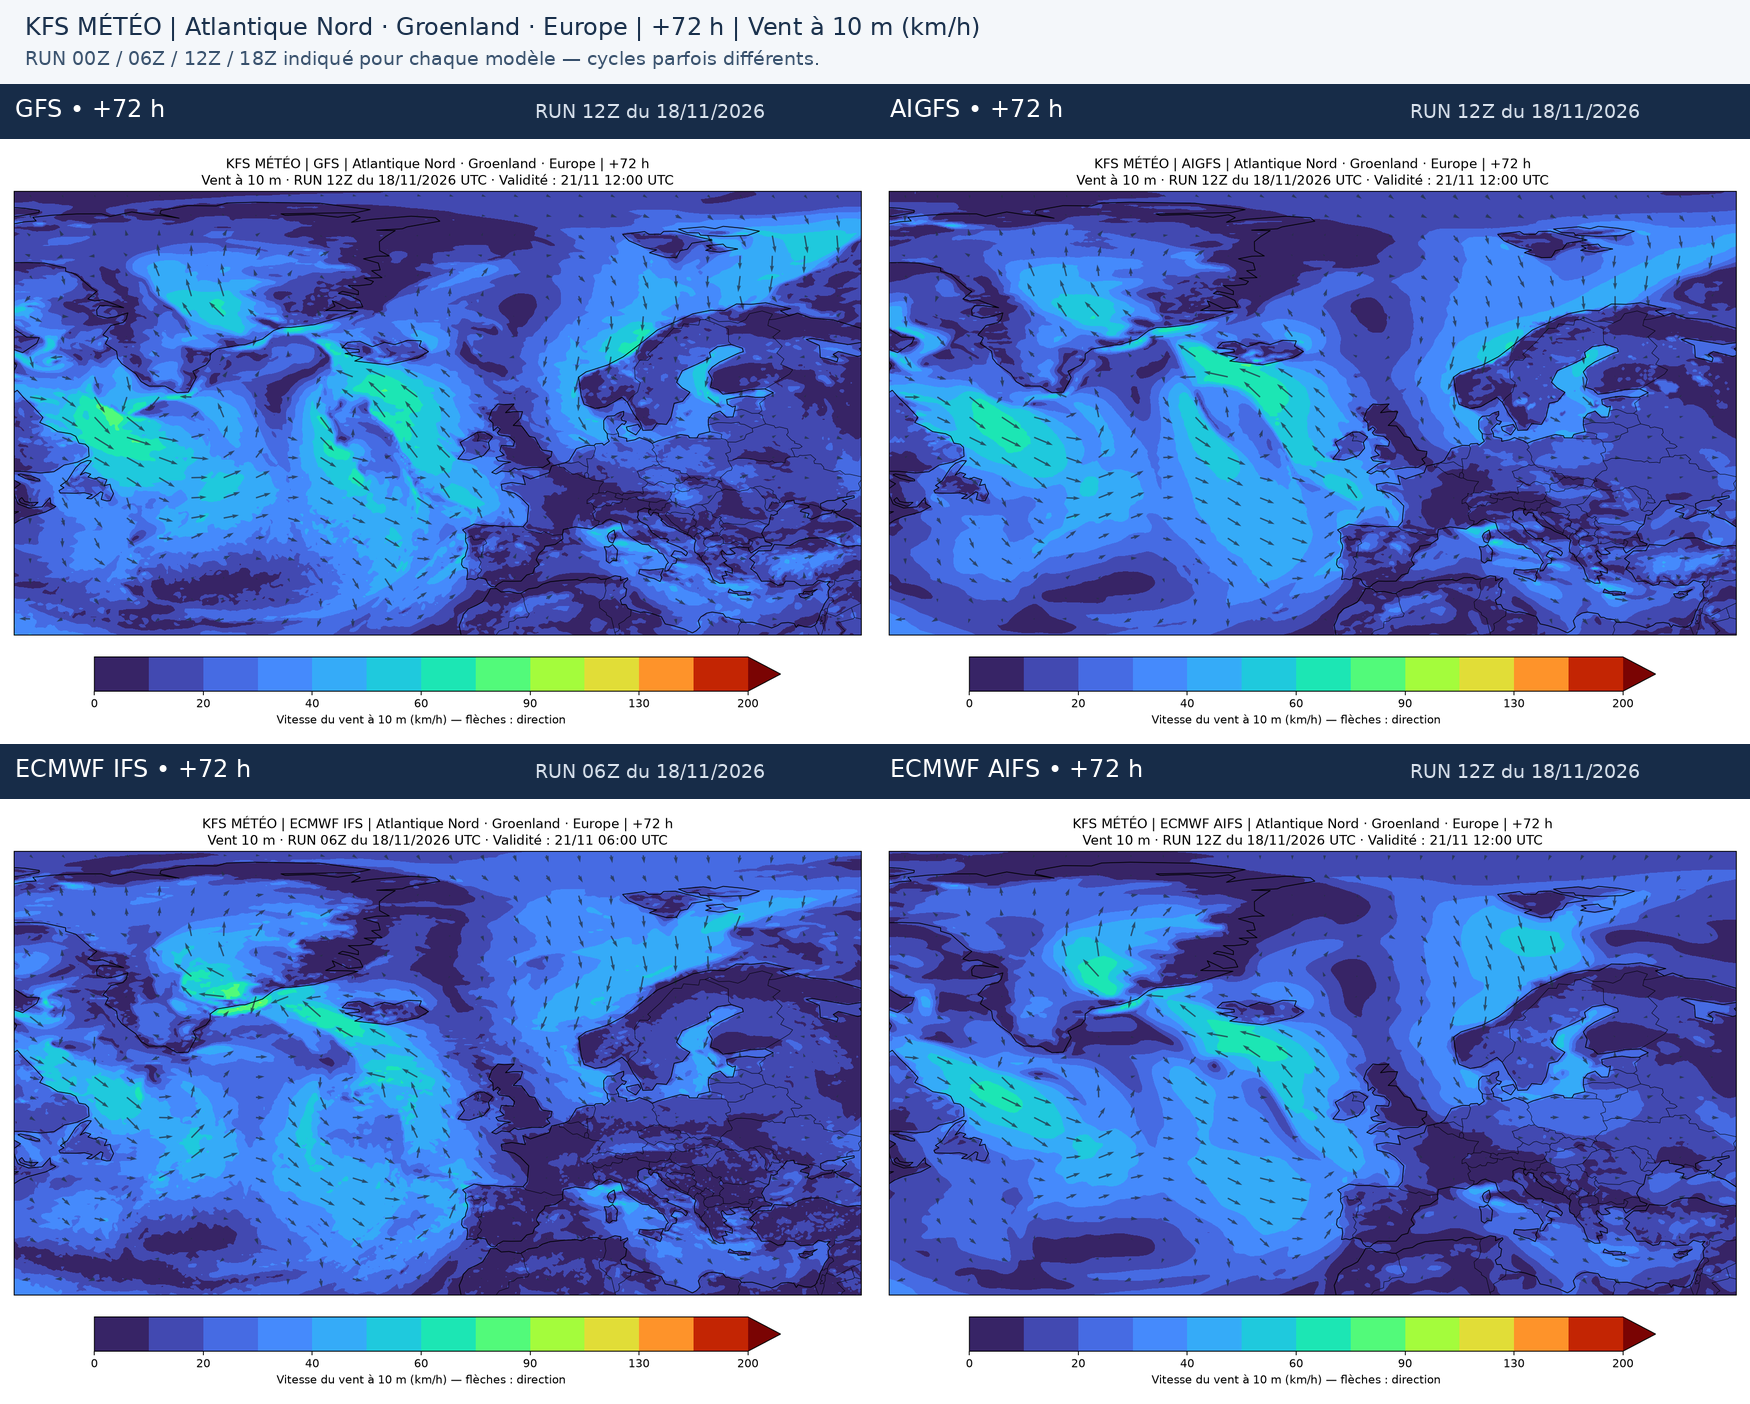 KFS MÉTÉO | Atlantique Nord · Groenland · Europe | +72 h | Vent à 10 m (km/h)
RUN 00Z / 06Z / 12Z / 18Z indiqué pour chaque modèle — cycles parfois différents.
GFS • +72 h
RUN 12Z du 18/11/2026
KFS MÉTÉO | GFS | Atlantique Nord · Groenland · Europe | +72 h
Vent à 10 m · RUN 12Z du 18/11/2026 UTC · Validité : 21/11 12:00 UTC
0 20 40 60 90 130 200
Vitesse du vent à 10 m (km/h) — flèches : direction
AIGFS • +72 h
RUN 12Z du 18/11/2026
KFS MÉTÉO | AIGFS | Atlantique Nord · Groenland · Europe | +72 h
Vent à 10 m · RUN 12Z du 18/11/2026 UTC · Validité : 21/11 12:00 UTC
0 20 40 60 90 130 200
Vitesse du vent à 10 m (km/h) — flèches : direction
ECMWF IFS • +72 h
RUN 06Z du 18/11/2026
KFS MÉTÉO | ECMWF IFS | Atlantique Nord · Groenland · Europe | +72 h
Vent 10 m · RUN 06Z du 18/11/2026 UTC · Validité : 21/11 06:00 UTC
0 20 40 60 90 130 200
Vitesse du vent à 10 m (km/h) — flèches : direction
ECMWF AIFS • +72 h
RUN 12Z du 18/11/2026
KFS MÉTÉO | ECMWF AIFS | Atlantique Nord · Groenland · Europe | +72 h
Vent 10 m · RUN 12Z du 18/11/2026 UTC · Validité : 21/11 12:00 UTC
0 20 40 60 90 130 200
Vitesse du vent à 10 m (km/h) — flèches : direction